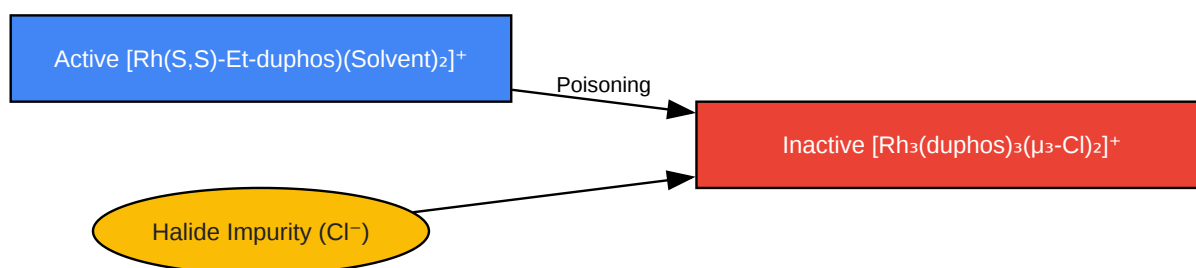 Active [Rh(S,S)-Et-duphos)(Solvent)₂]⁺
Poisoning
Inactive [Rh₃(duphos)₃(μ₃-Cl)₂]⁺
Halide Impurity (Cl⁻)